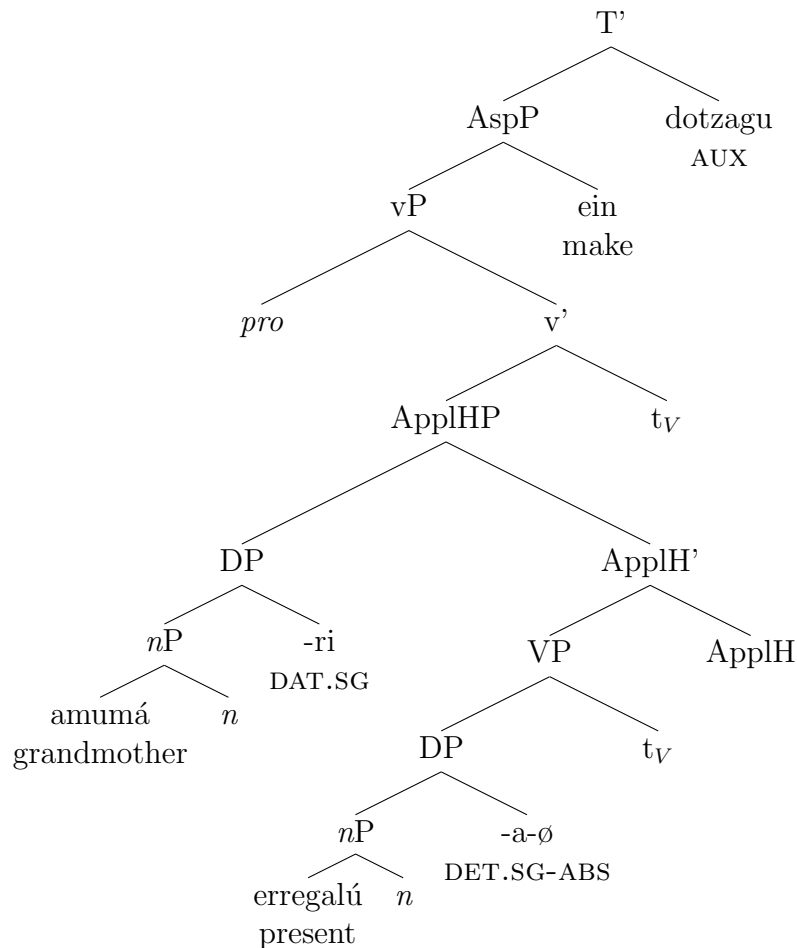 T’
AspP dotzagu
AUX
vP ein
make
pro v’
ApplHP t_V
DP ApplH’
nP -ri VP ApplH
DAT.SG
amumá n DP t_V
grandmother
nP -a-ø
DET.SG-ABS
erregalú n
present